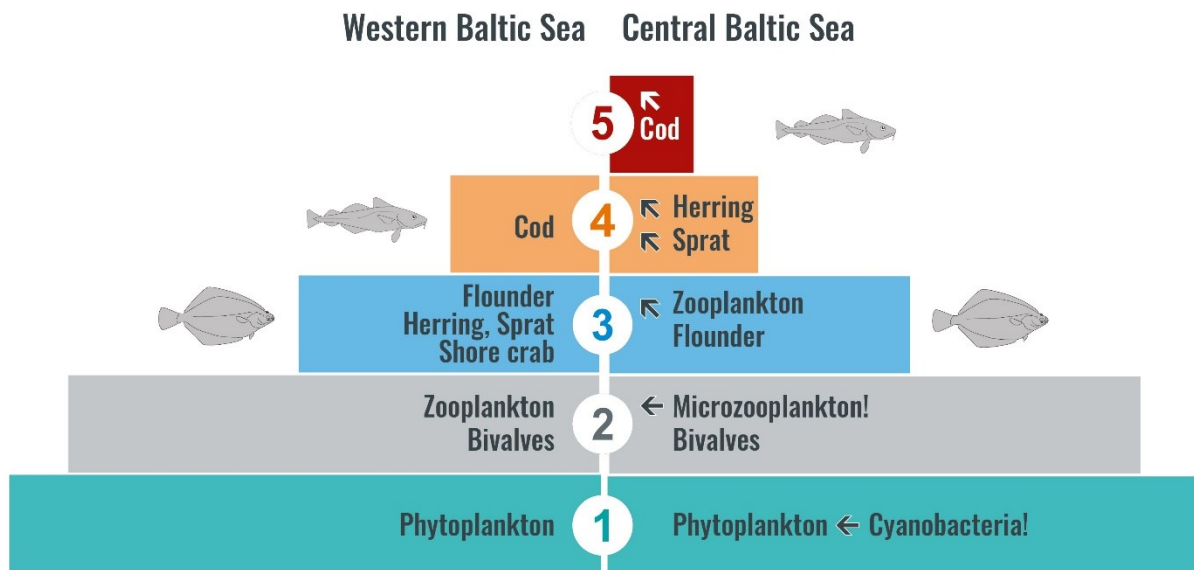 Western Baltic Sea Central Baltic Sea
5
↖ Cod
Cod
4
↖ Herring
↖ Sprat
Flounder
Herring, Sprat
Shore crab
3
↖ Zooplankton
Flounder
Zooplankton
Bivalves
2
← Microzooplankton!
Bivalves
Phytoplankton
1
Phytoplankton ← Cyanobacteria!